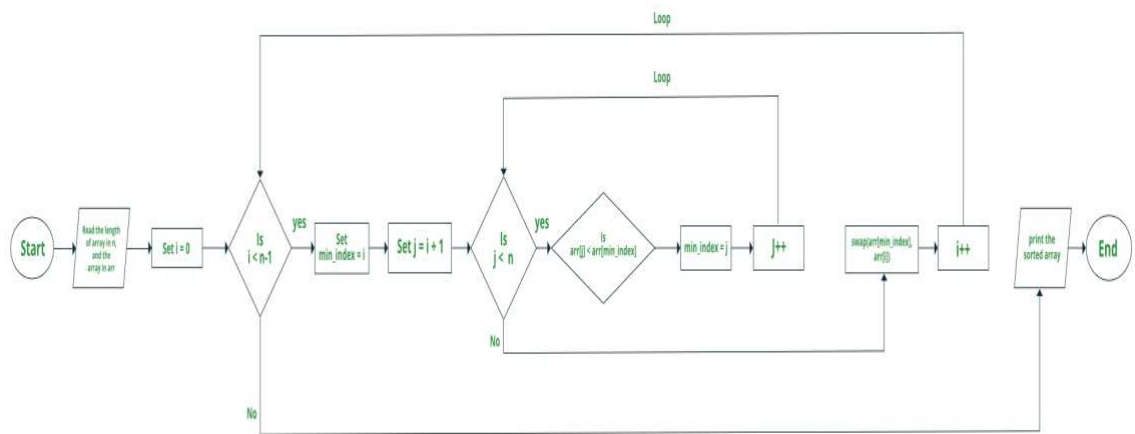 Loop
Loop
Start
Read the length
of array in n,
and the
array in arr
Set i = 0
Is
i < n-1
yes
Set
min_index = i
Set j = i + 1
Is
j < n
yes
Is
arr[j] < arr[min_index]
min_index = j
J++
swap(arr[min_index],
arr[i])
i++
print the
sorted array
End
No
No